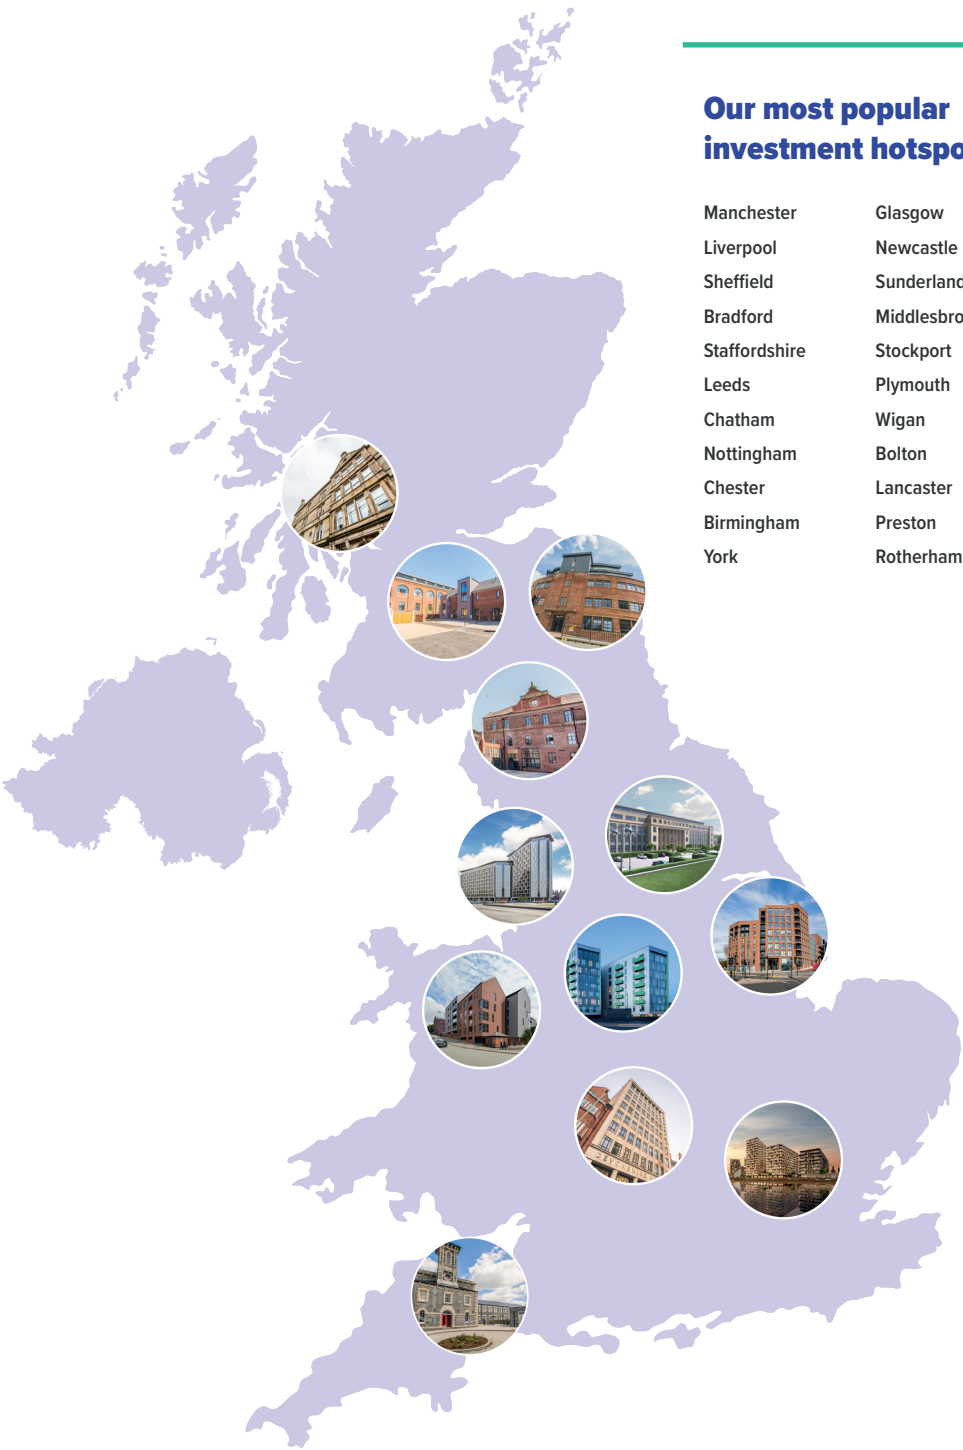 Our most popular
investment hotspo
Manchester
Liverpool
Sheffield
Bradford
Staffordshire
Leeds
Chatham
Nottingham
Chester
Birmingham
York
Glasgow
Newcastle
Sunderland
Middlesbro
Stockport
Plymouth
Wigan
Bolton
Lancaster
Preston
Rotherham